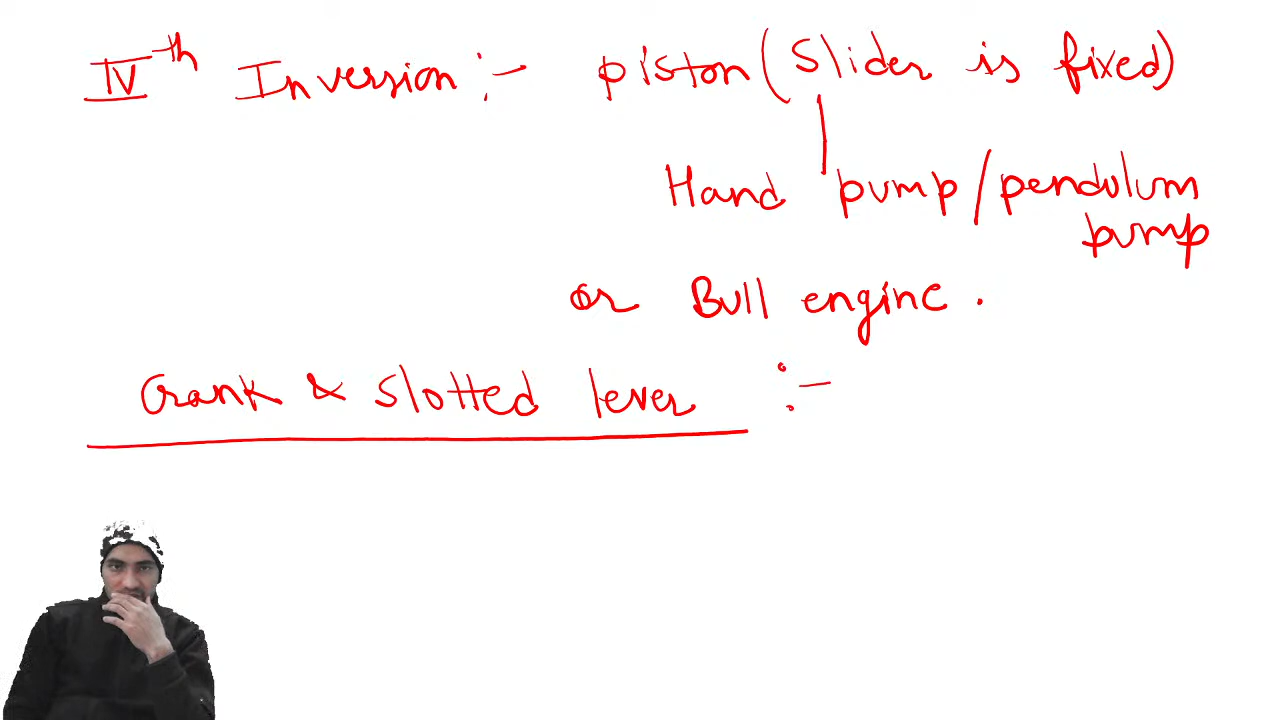 IVth Inversion :- piston (Slider is fixed)
Hand pump / pendulum
pump
or Bull engine .
Crank & Slotted lever :-